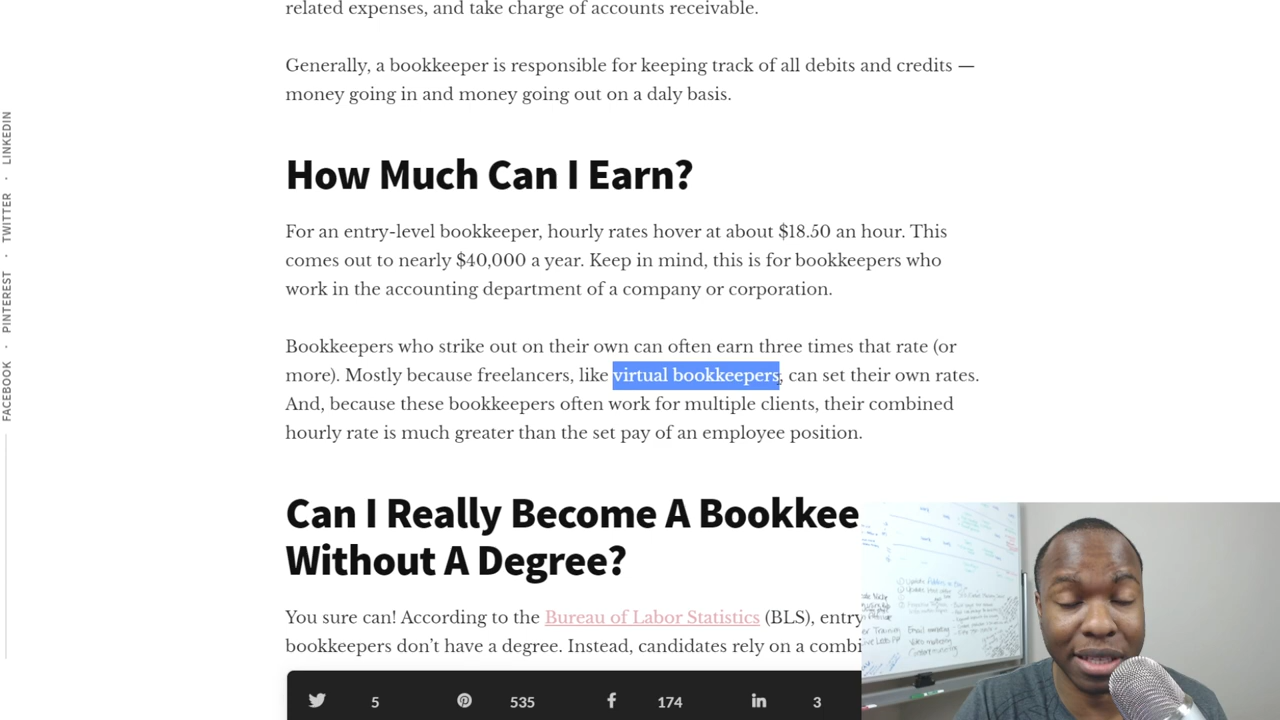 related expenses, and take charge of accounts receivable.
Generally, a bookkeeper is responsible for keeping track of all debits and credits —
money going in and money going out on a daly basis.
How Much Can I Earn?
For an entry-level bookkeeper, hourly rates hover at about $18.50 an hour. This
comes out to nearly $40,000 a year. Keep in mind, this is for bookkeepers who
work in the accounting department of a company or corporation.
Bookkeepers who strike out on their own can often earn three times that rate (or
more). Mostly because freelancers, like virtual bookkeepers, can set their own rates.
And, because these bookkeepers often work for multiple clients, their combined
hourly rate is much greater than the set pay of an employee position.
Can I Really Become A Bookkee
Without A Degree?
You sure can! According to the Bureau of Labor Statistics (BLS), entry
bookkeepers don't have a degree. Instead, candidates rely on a combi
5 535 174 in 3
FACEBOOK · PINTEREST · TWITTER · LINKEDIN
Email marketing
Video marketing